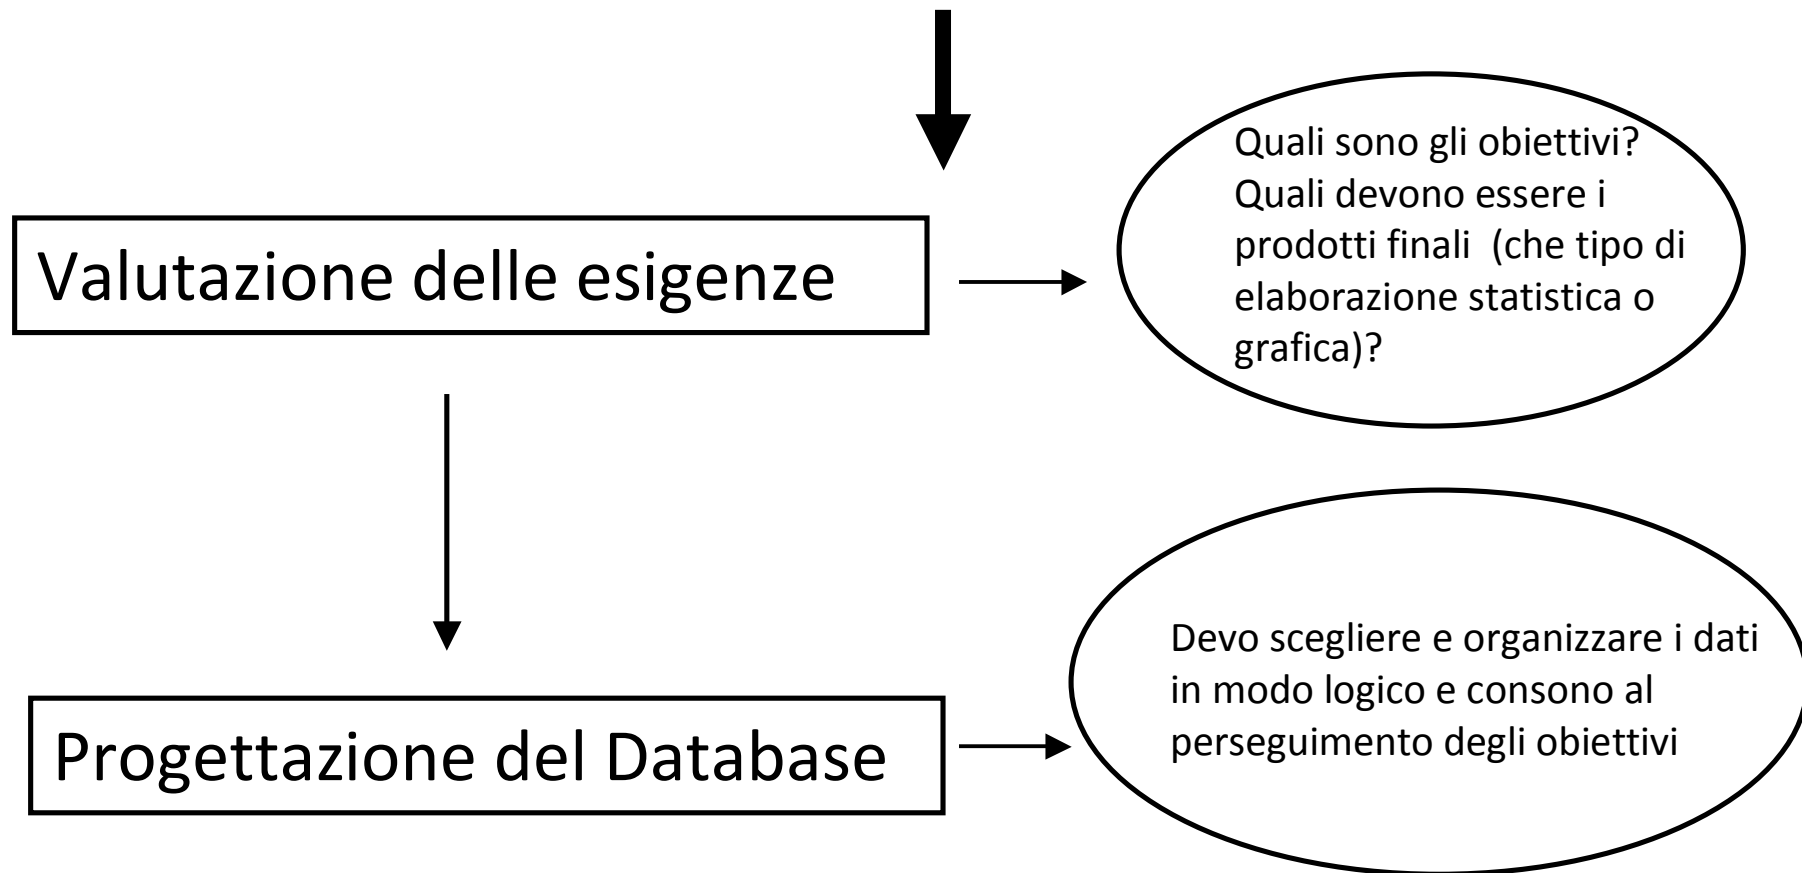 Valutazione delle esigenze
Quali sono gli obiettivi?
Quali devono essere i
prodotti finali (che tipo di
elaborazione statistica o
grafica)?
Progettazione del Database
Devo scegliere e organizzare i dati
in modo logico e consono al
perseguimento degli obiettivi